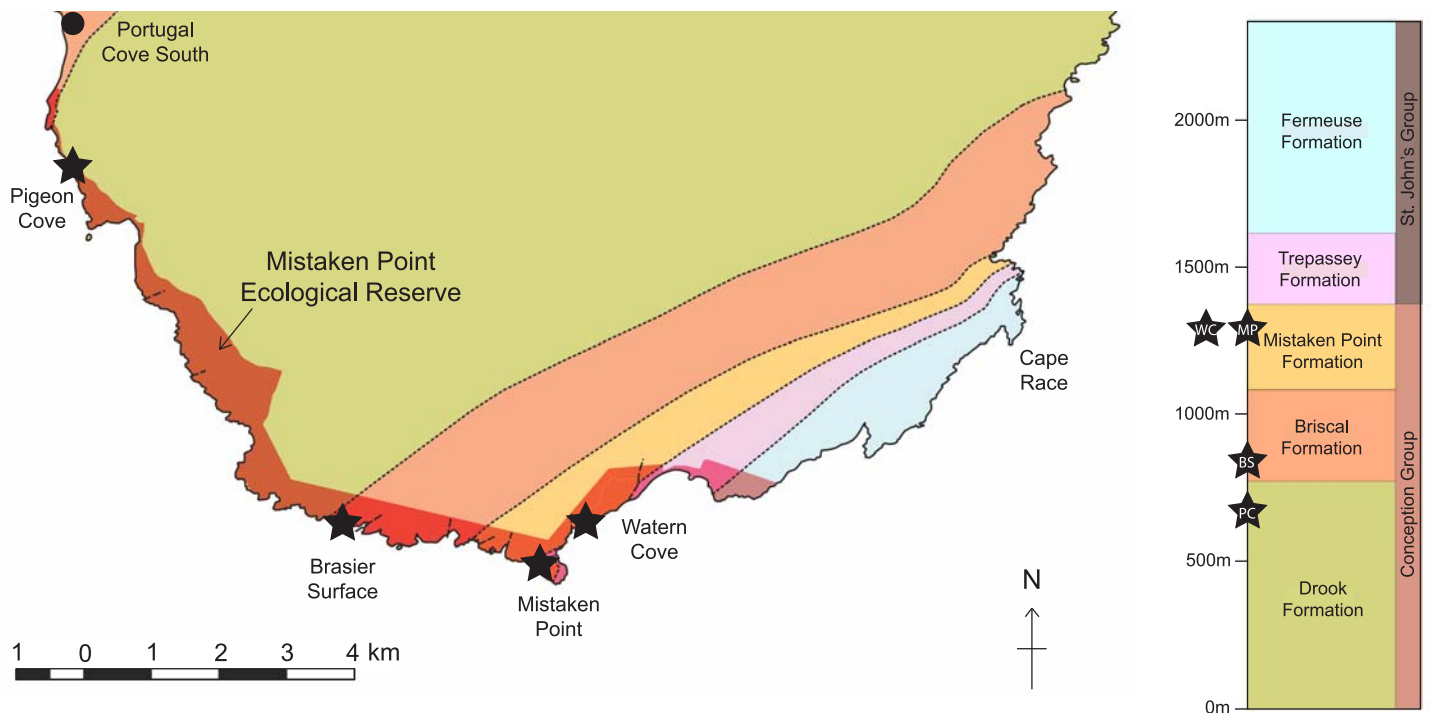 Portugal
Cove South
Pigeon
Cove
Mistaken Point
Ecological Reserve
Cape
Race
Watern
Cove
Brasier
Surface
Mistaken
Point
N
1 0 1 2 3 4 km
2000m
1500m
1000m
500m
0m
Fermeuse
Formation
Trepassey
Formation
WC MP
Mistaken Point
Formation
Briscal
Formation
BS
PC
Drook
Formation
St. John's Group
Conception Group